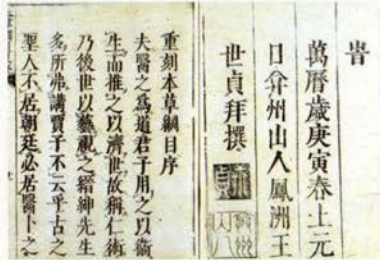 旹
萬曆歲庚寅春上元
日弇州山人鳳洲王
世貞拜撰
重刻本草綱目序
夫醫之爲道君子用之以衞
生而推之以濟世故稱仁術
乃後世以藝視之縉紳先生
多所弗講賈子不云乎古之
聖人不居朝廷必居醫卜之